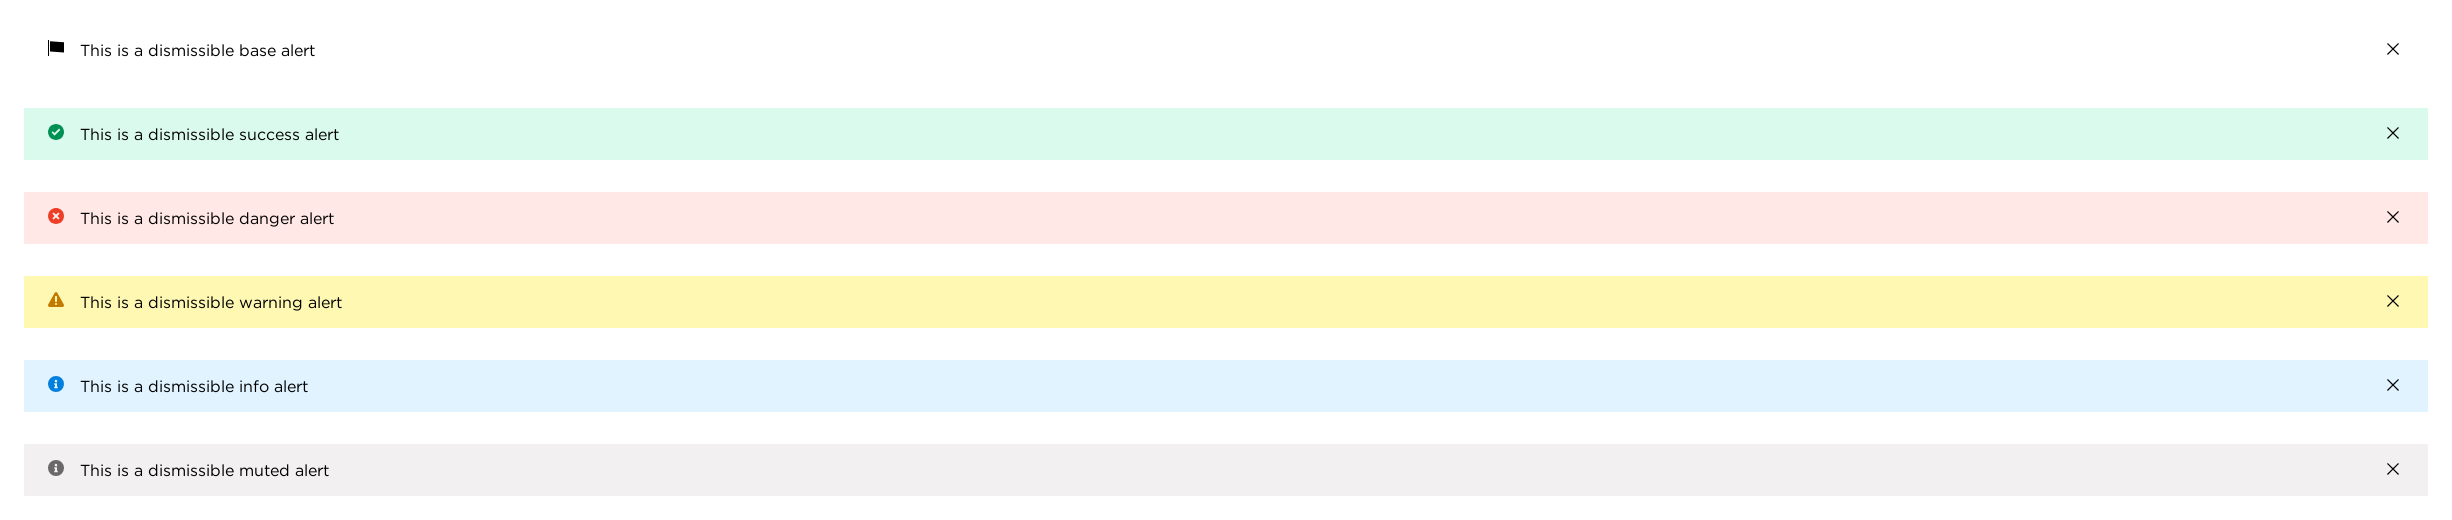 This is a dismissible base alert
This is a dismissible success alert
This is a dismissible danger alert
This is a dismissible warning alert
This is a dismissible info alert
This is a dismissible muted alert